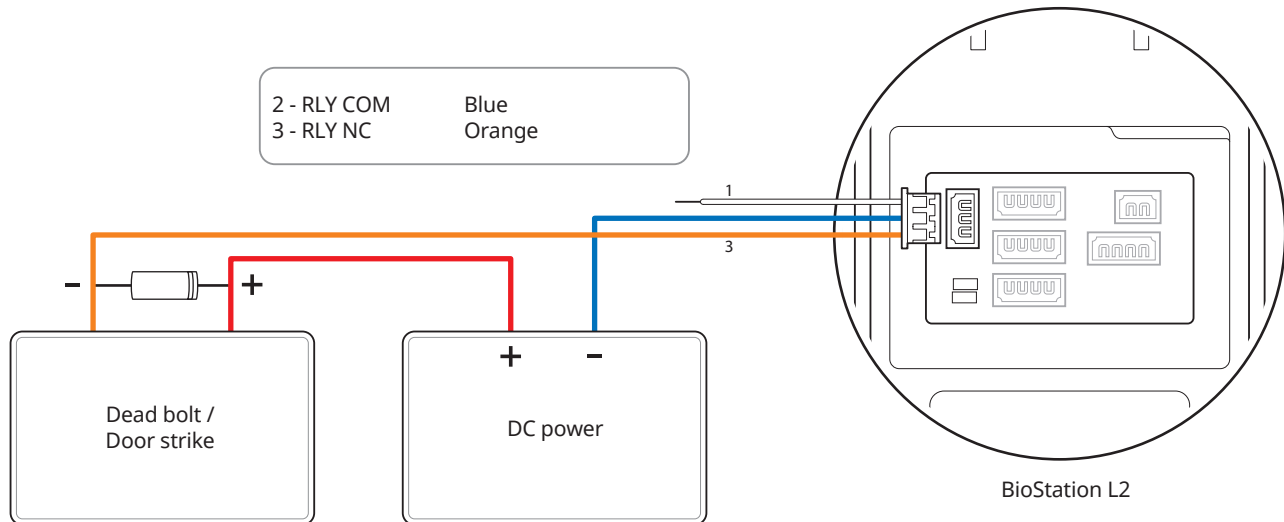 2 - RLY COM Blue
3 - RLY NC Orange
1
3
- +
+ -
Dead bolt /
Door strike
DC power
BioStation L2